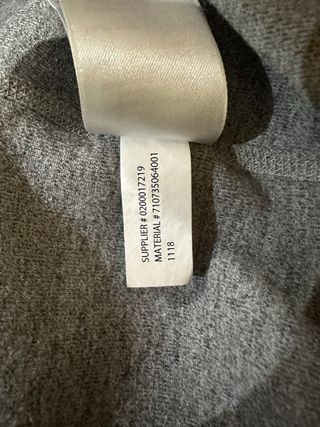 SUPPLIER # 0200017219
MATERIAL # 710735064001
1118